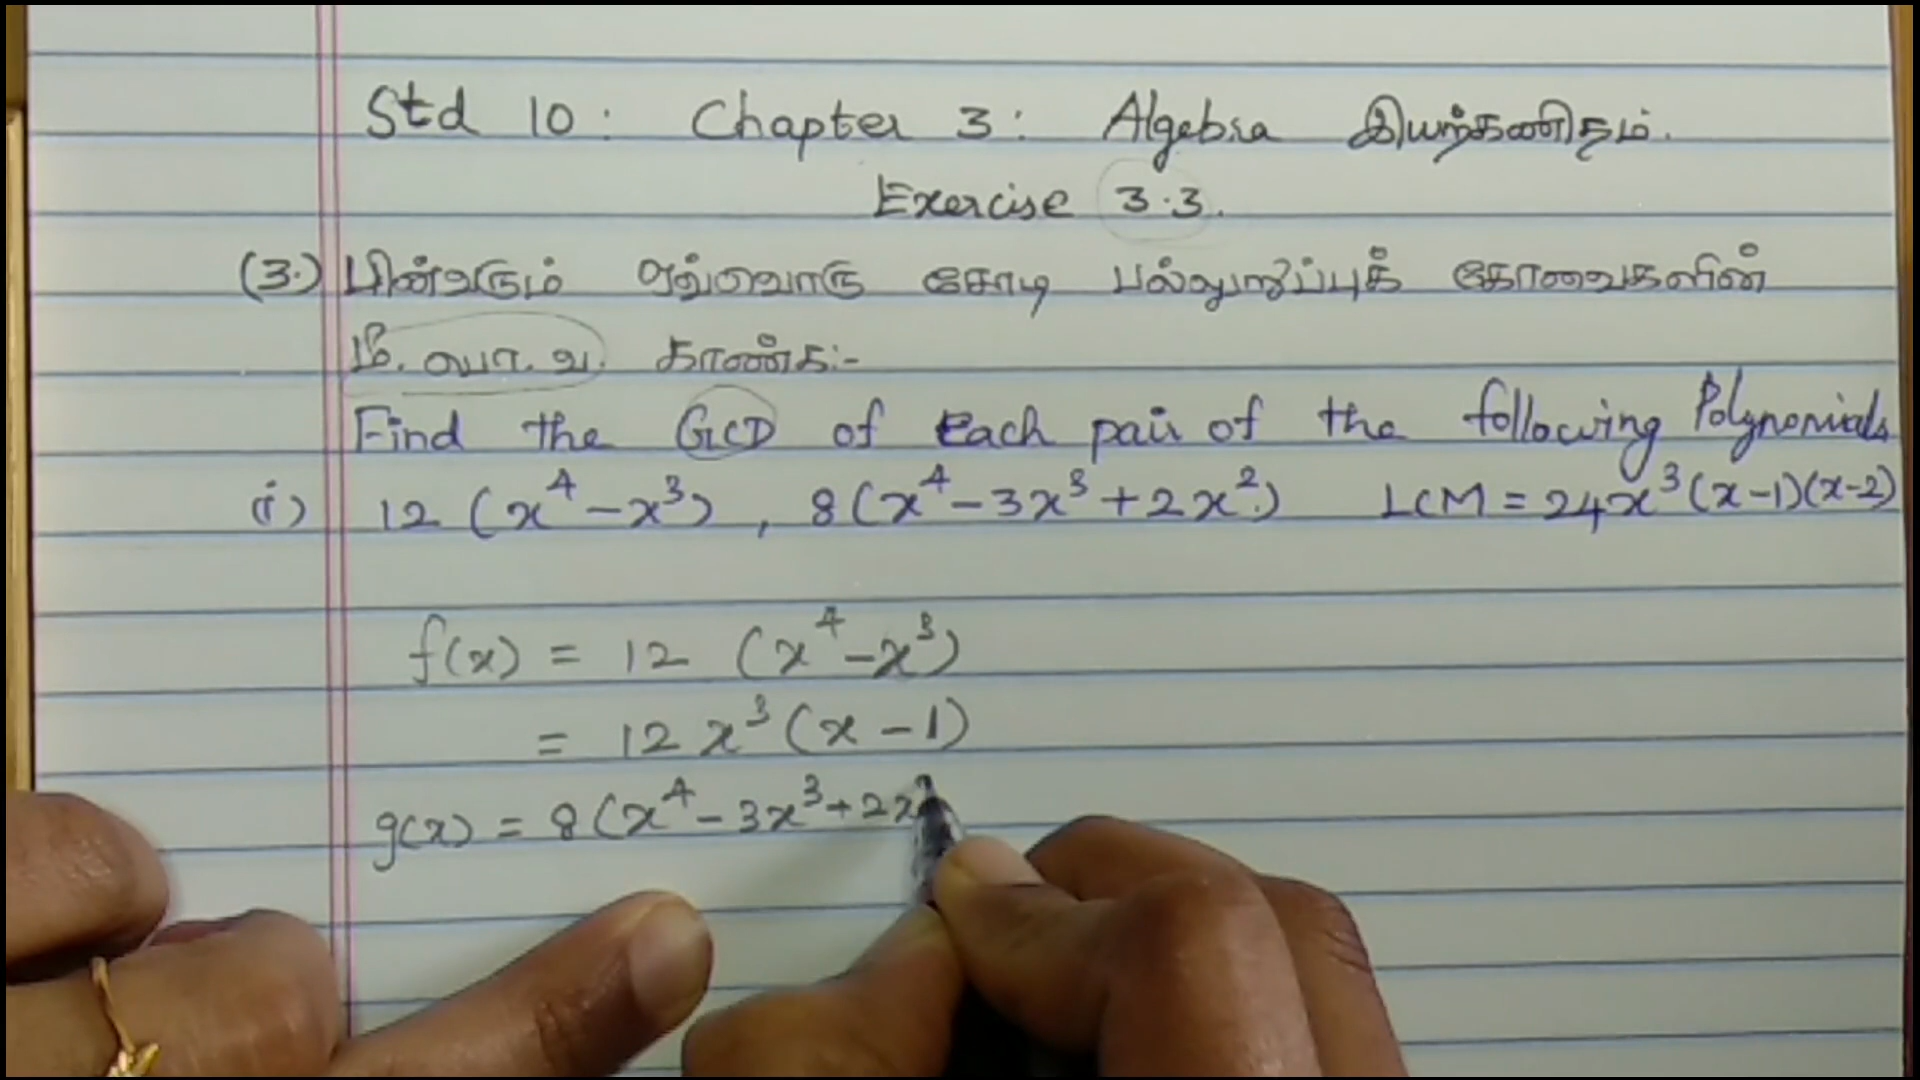 Std 10: Chapter 3: Algebra இயற்கணிதம்.
Exercise 3.3.
(3.) பின்வரும் ஒவ்வொரு சோடி பல்லுறுப்புக் கோவைகளின்
மீ. பொ. வ. காண்க:-
Find the GCD of Each pair of the following Polynomials
(i) 12 (x⁴ - x³), 8(x⁴ - 3x³ + 2x²) LCM = 24x³(x-1)(x-2)
f(x) = 12 (x⁴ - x³)
= 12 x³ (x - 1)
g(x) = 8 (x⁴ - 3x³ + 2x²